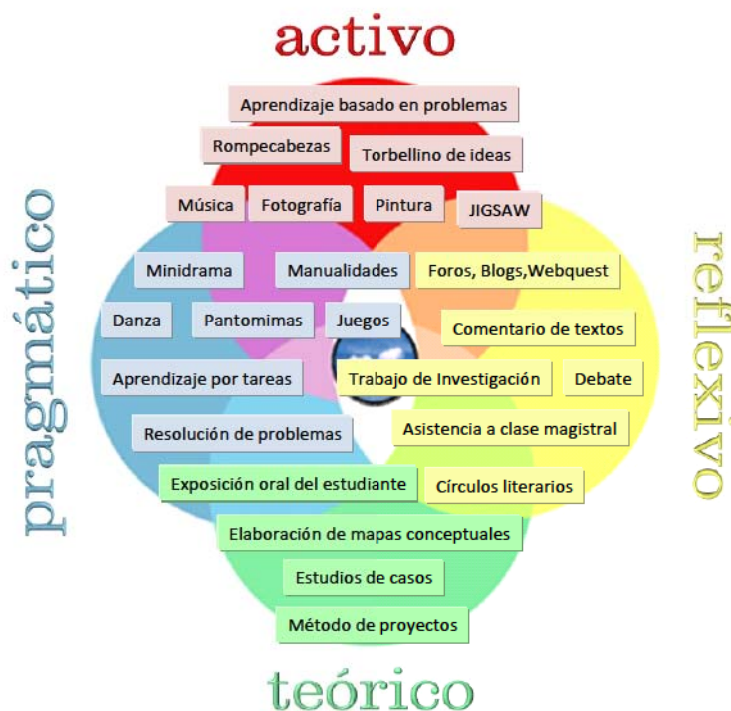 activo
Aprendizaje basado en problemas
Rompecabezas
Torbellino de ideas
Música
Fotografía
Pintura
JIGSAW
pragmático
reflexivo
Minidrama
Manualidades
Foros, Blogs,Webquest
Danza
Pantomimas
Juegos
Comentario de textos
Aprendizaje por tareas
Trabajo de Investigación
Debate
Resolución de problemas
Asistencia a clase magistral
Exposición oral del estudiante
Círculos literarios
Elaboración de mapas conceptuales
Estudios de casos
Método de proyectos
teórico